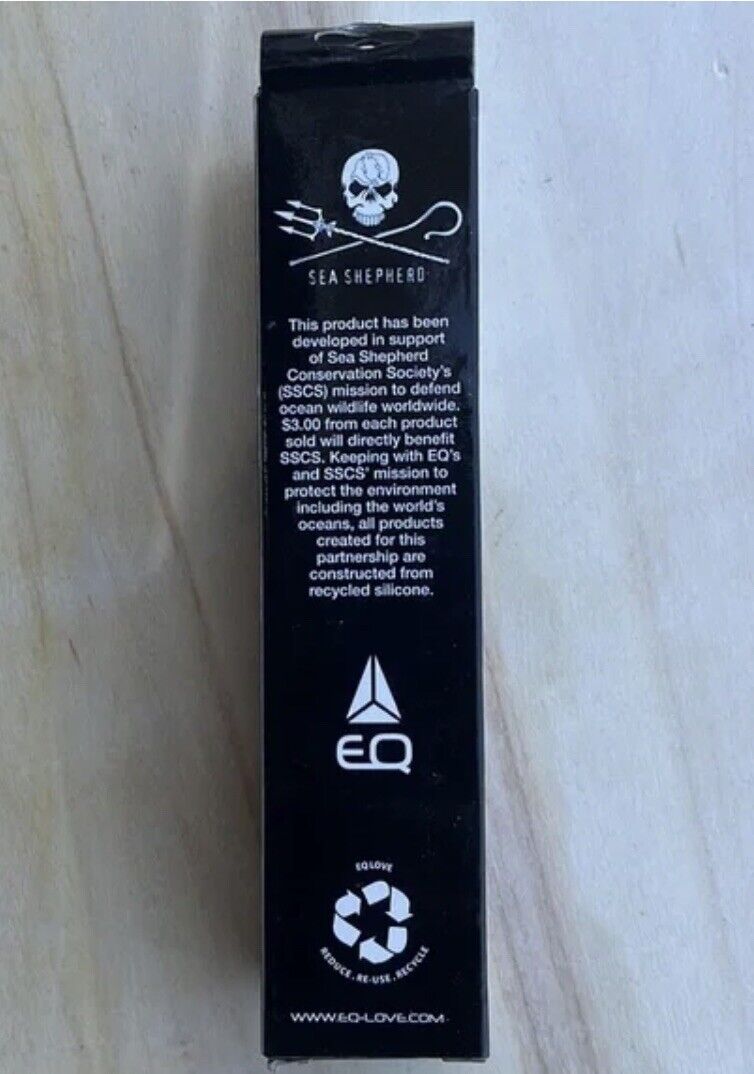 SEA SHEPHERD
This product has been
developed in support
of Sea Shepherd
Conservation Society's
(SSCS) mission to defend
ocean wildlife worldwide.
$3.00 from each product
sold will directly benefit
SSCS. Keeping with EQ's
and SSCS' mission to
protect the environment
including the world's
oceans, all products
created for this
partnership are
constructed from
recycled silicone.
EQ
EQ LOVE
REDUCE . RE-USE . RECYCLE
WWW.EQ-LOVE.COM